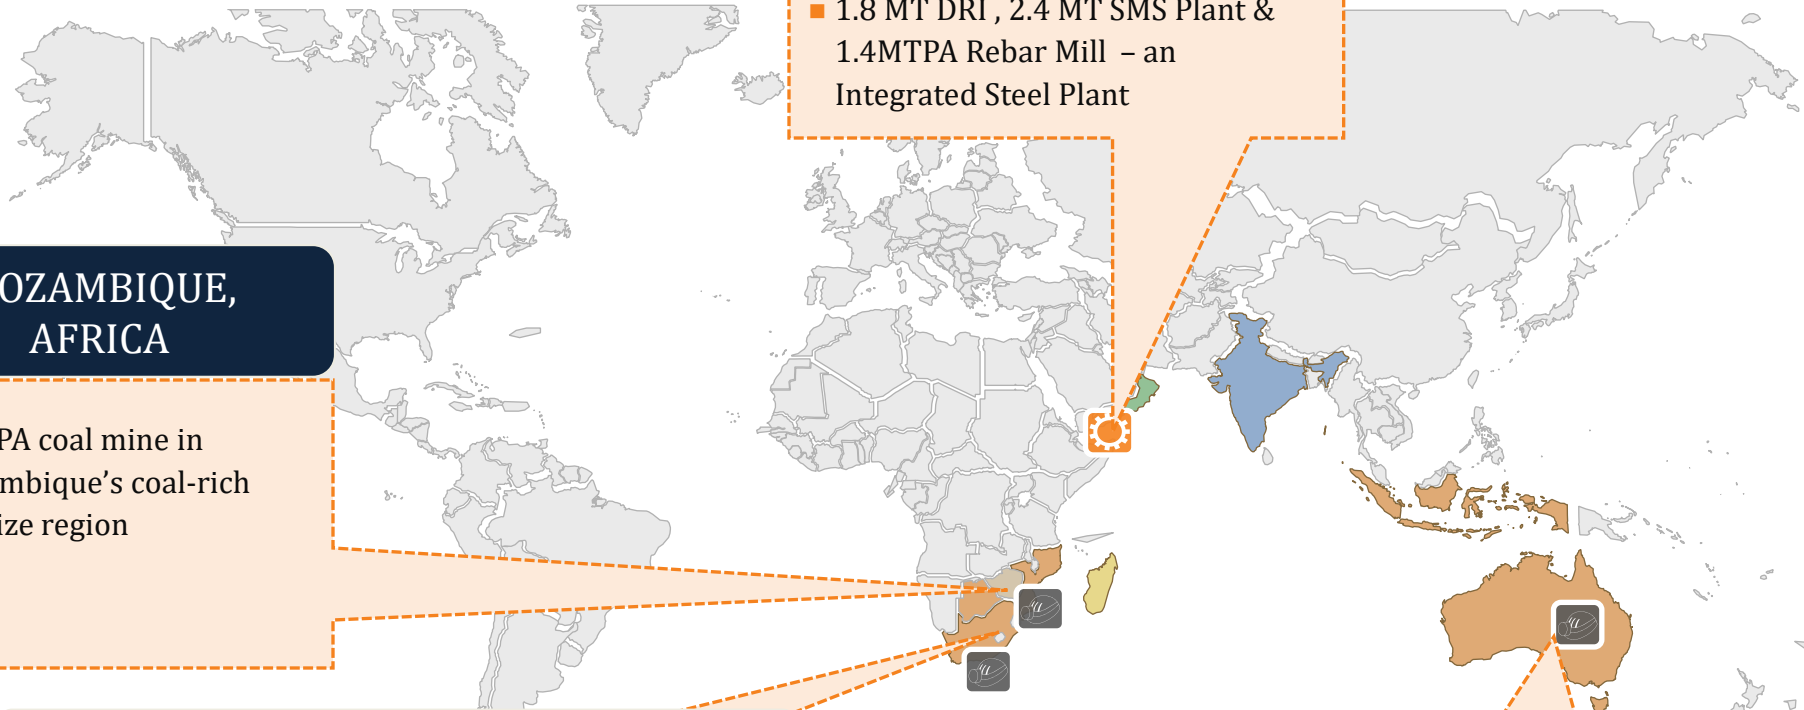 1.8 MT DRI , 2.4 MT SMS Plant &
1.4MTPA Rebar Mill – an
Integrated Steel Plant
OZAMBIQUE,
AFRICA
PA coal mine in
mbique’s coal-rich
ize region